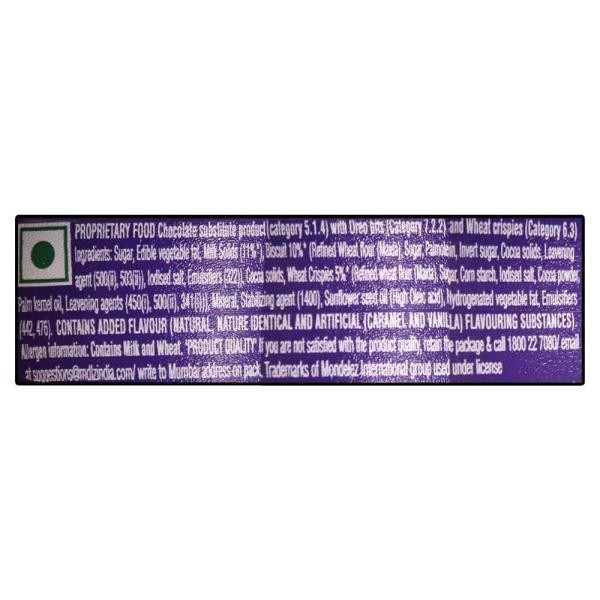 PROPRIETARY FOOD Chocolate substitute product (category 5.1.4) with Oreo bits (Category 7.2.2) and Wheat crispies (Category 6.3)
Ingredients: Sugar, Edible vegetable fat, Milk Solids (11%*), Biscuit 10%* (Refined Wheat flour (Maida), Sugar, Palmolein, Invert sugar, Cocoa solids, Leavening
agent (500(ii), 503(ii)), Iodised salt, Emulsifiers (322)), Cocoa solids, Wheat Crispies 5%* (Refined wheat flour (Maida), Sugar, Corn starch, Iodised salt, Cocoa powder,
Palm kernel oil, Leavening agents (450(i), 500(ii), Mineral, Stabilizing agent (1400), Sunflower seed oil (High Oleic acid), Hydrogenated vegetable fat, Emulsifiers
(442, 476). CONTAINS ADDED FLAVOUR (NATURAL, NATURE IDENTICAL AND ARTIFICIAL (CARAMEL AND VANILLA) FLAVOURING SUBSTANCES).
Allergen information: Contains Milk and Wheat. "PRODUCT QUALITY" If you are not satisfied with the product quality, retain the package & call 1800 22 7080/ email
at suggestions@mdlzindia.com/ write to Mumbai address on pack. Trademarks of Mondelez International group used under license